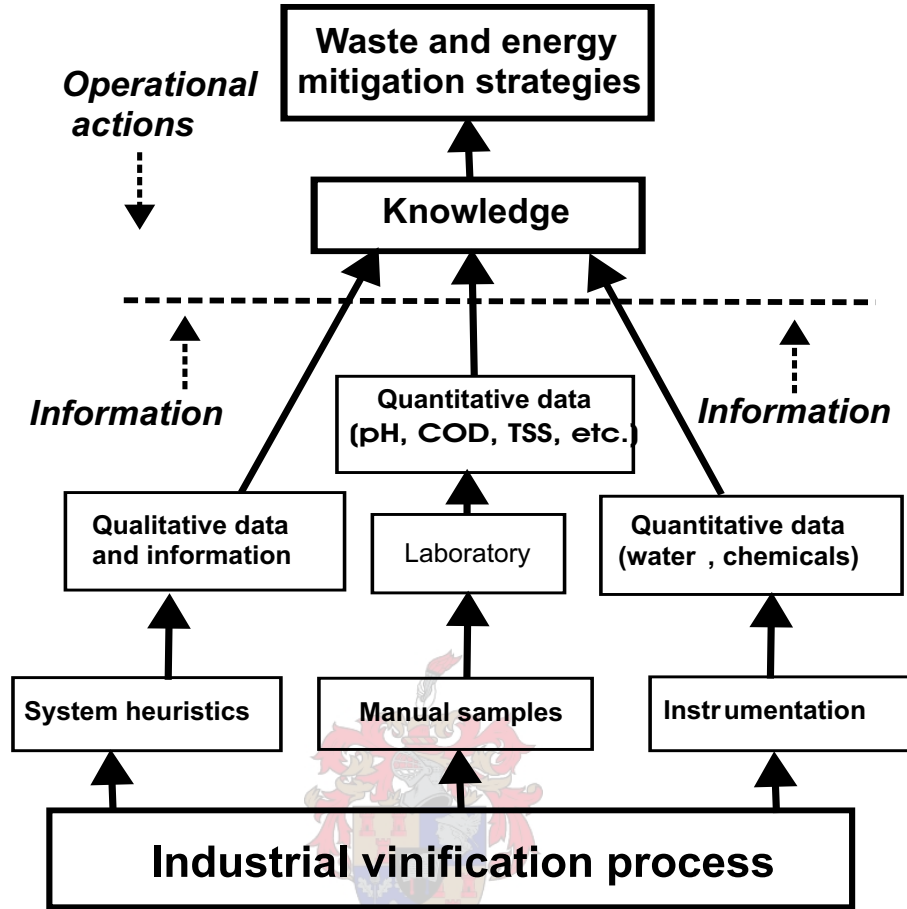 Waste and energy
mitigation strategies
Operational
actions
Knowledge
Information
Information
Quantitative data
(pH, COD, TSS, etc.)
Qualitative data
and information
Laboratory
Quantitative data
(water , chemicals)
System heuristics
Manual samples
Instrumentation
Industrial vinification process